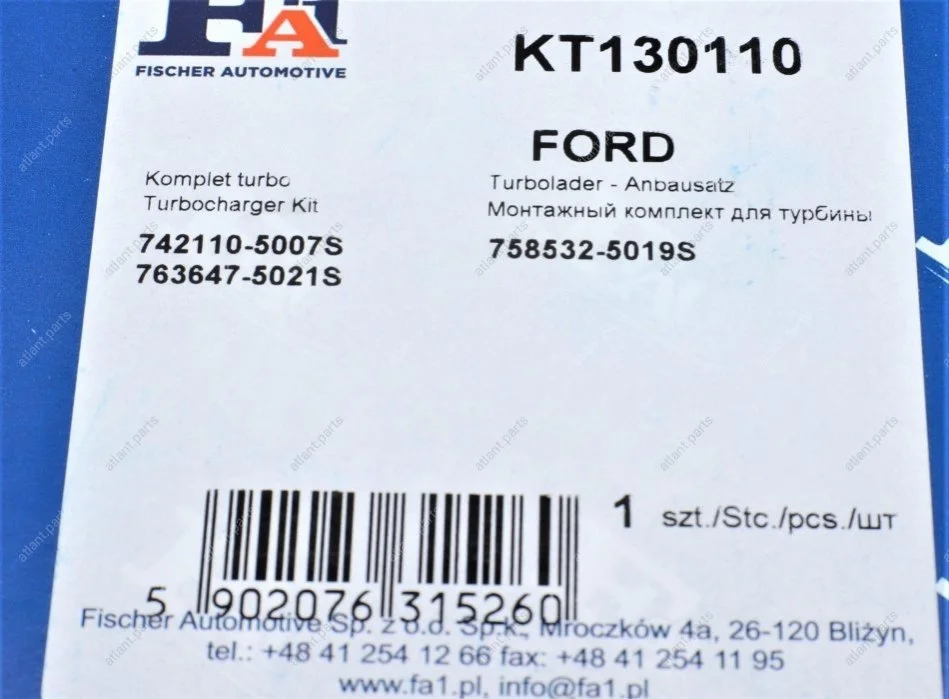 FA1
FISCHER AUTOMOTIVE
KT130110
FORD
Komplet turbo
Turbocharger Kit
Turbolader - Anbausatz
Монтажный комплект для турбины
742110-5007S
763647-5021S
758532-5019S
1 szt./Stc./pcs./шт
5 902076 315260
Fischer Automotive Sp. z o.o. Sp.k., Mroczków 4a, 26-120 Bliżyn,
tel.: +48 41 254 12 66 fax: +48 41 254 11 95
www.fa1.pl, info@fa1.pl
atlant.parts